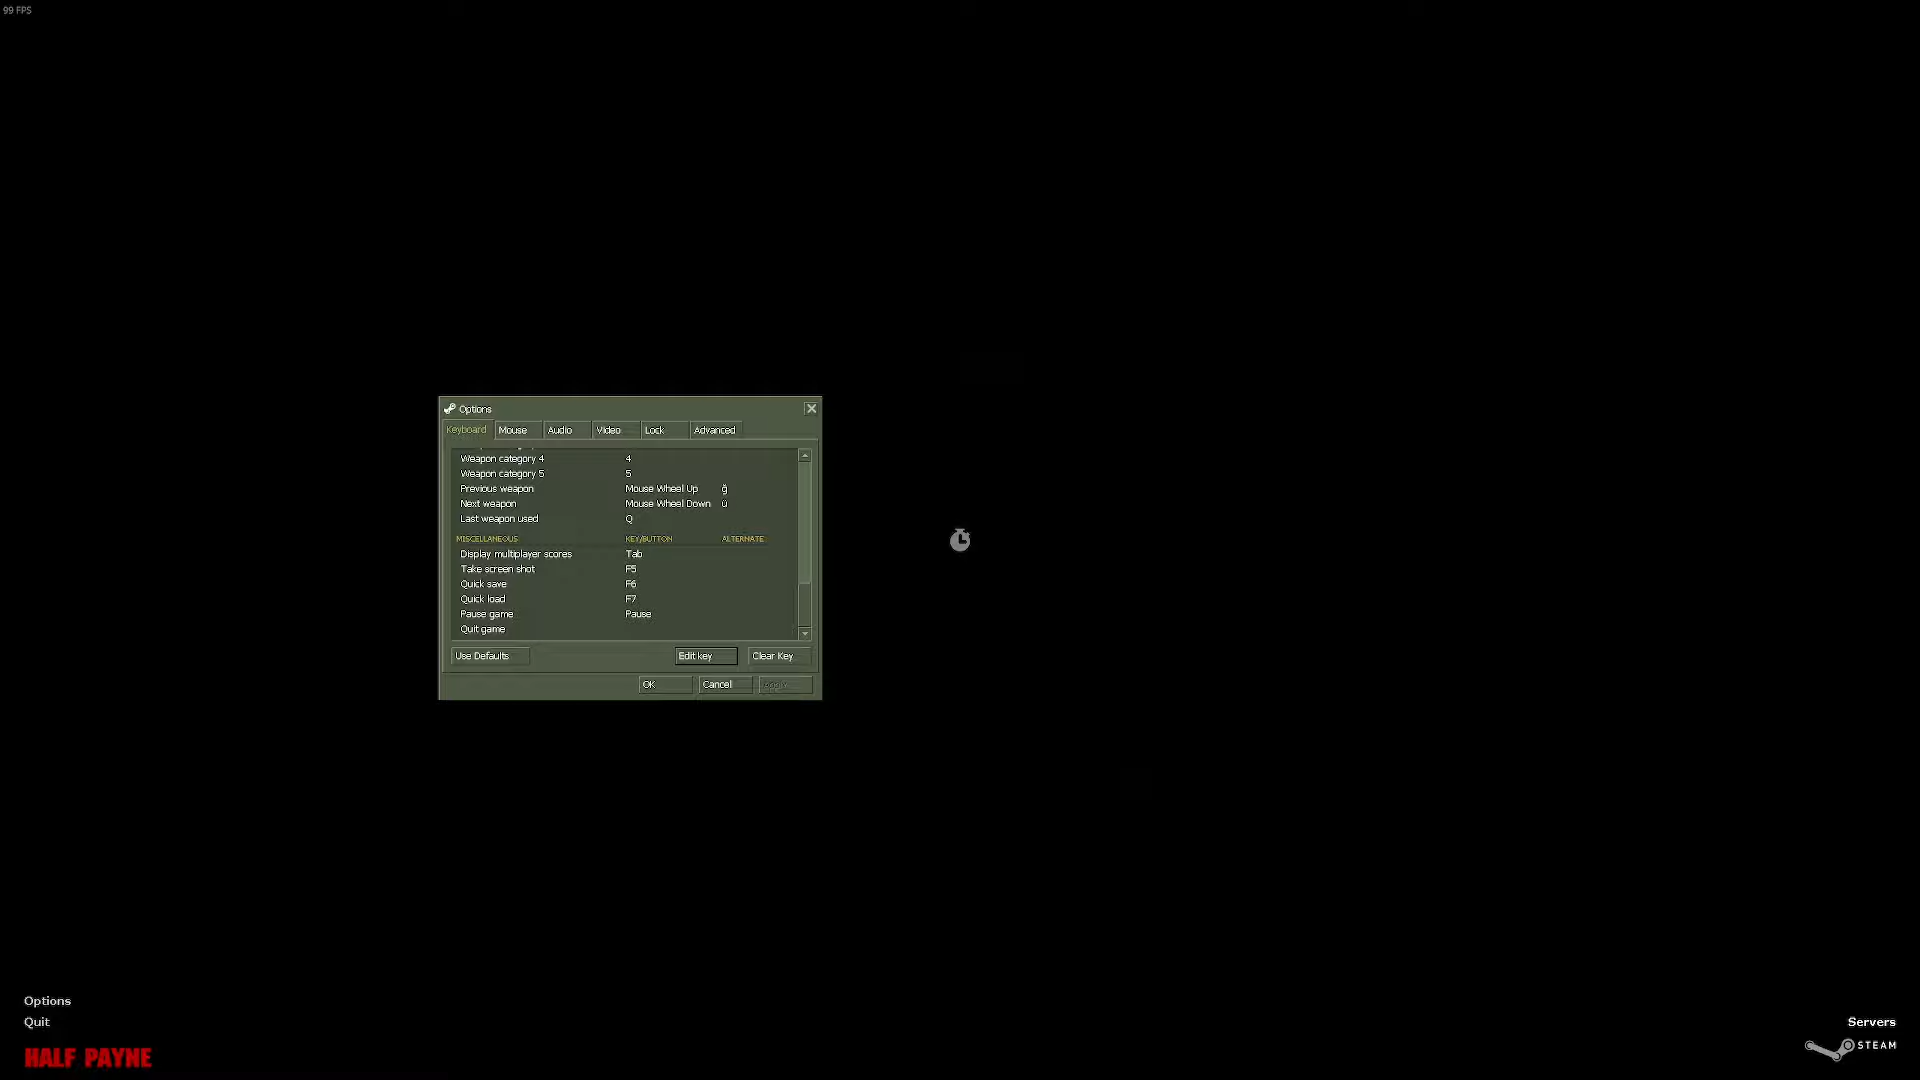 99 FPS
Options
Keyboard Mouse Audio Video Lock Advanced
Weapon category 4 4
Weapon category 5 5
Previous weapon Mouse Wheel Up ğ
Next weapon Mouse Wheel Down ü
Last weapon used Q
MISCELLANEOUS KEY/BUTTON ALTERNATE
Display multiplayer scores Tab
Take screen shot F5
Quick save F6
Quick load F7
Pause game Pause
Quit game
Use Defaults Edit key Clear Key
OK Cancel
Options
Quit
HALF PAYNE
Servers
STEAM